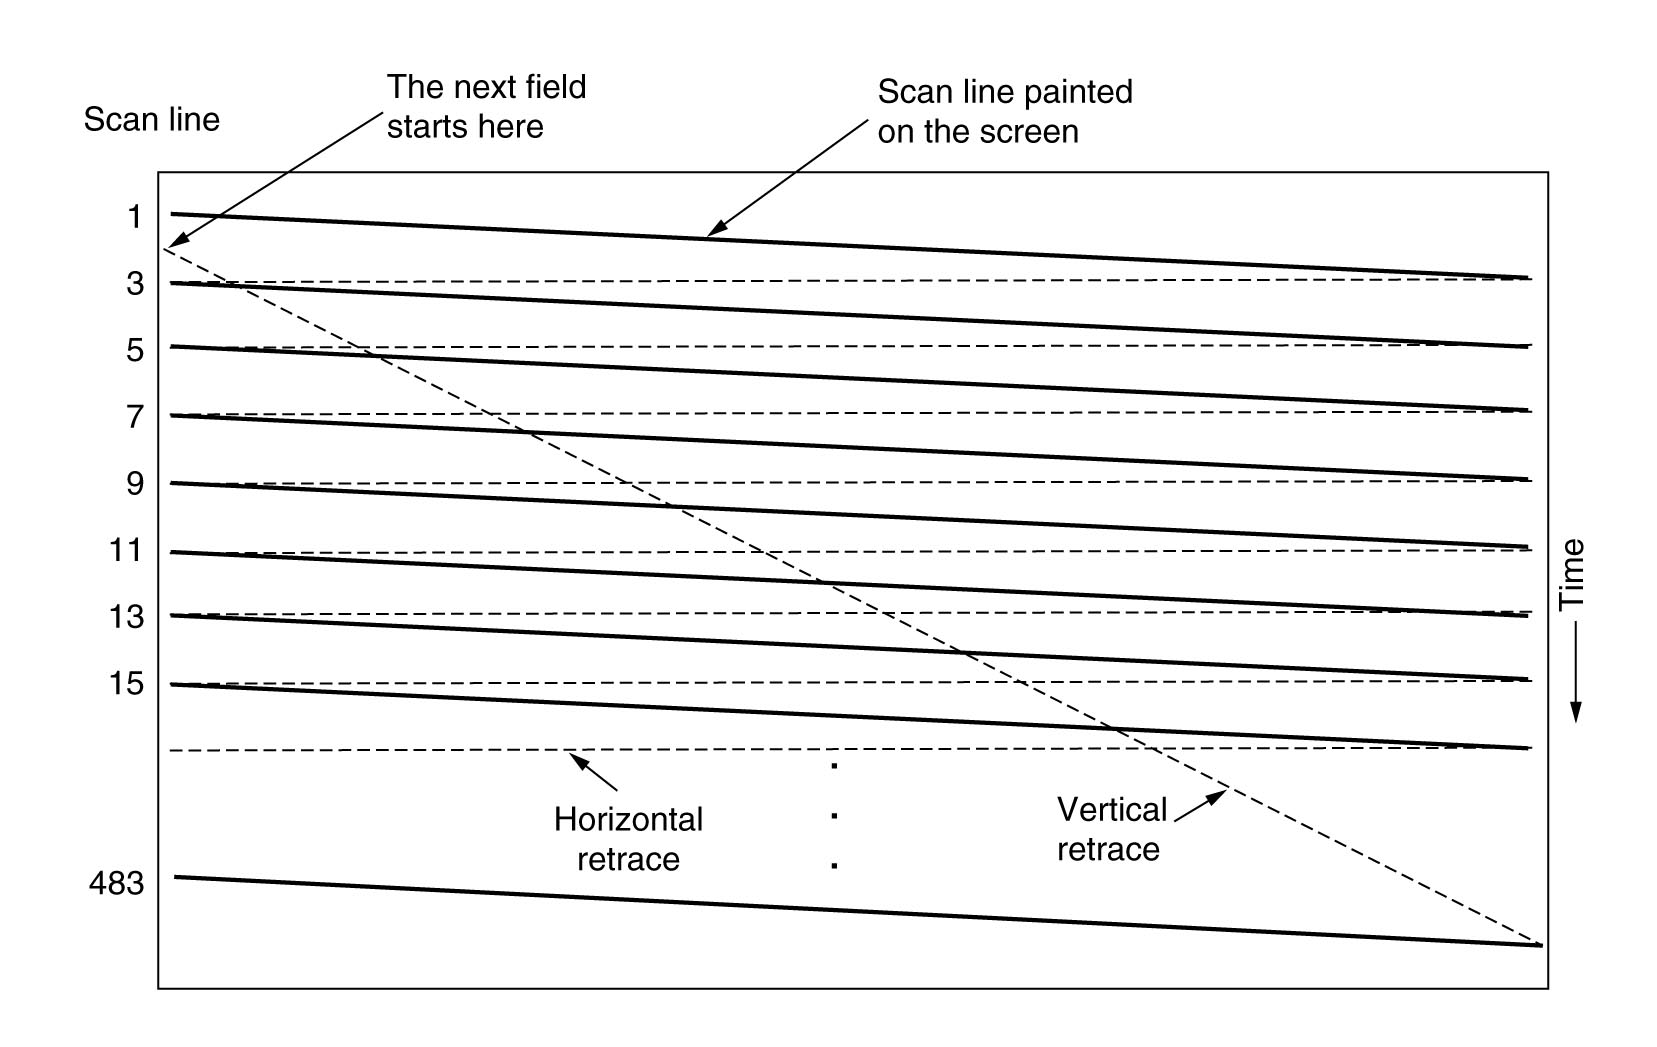 Scan line
The next field
starts here
Scan line painted
on the screen
1
3
5
7
9
11
13
15
483
Time
Horizontal
retrace
Vertical
retrace